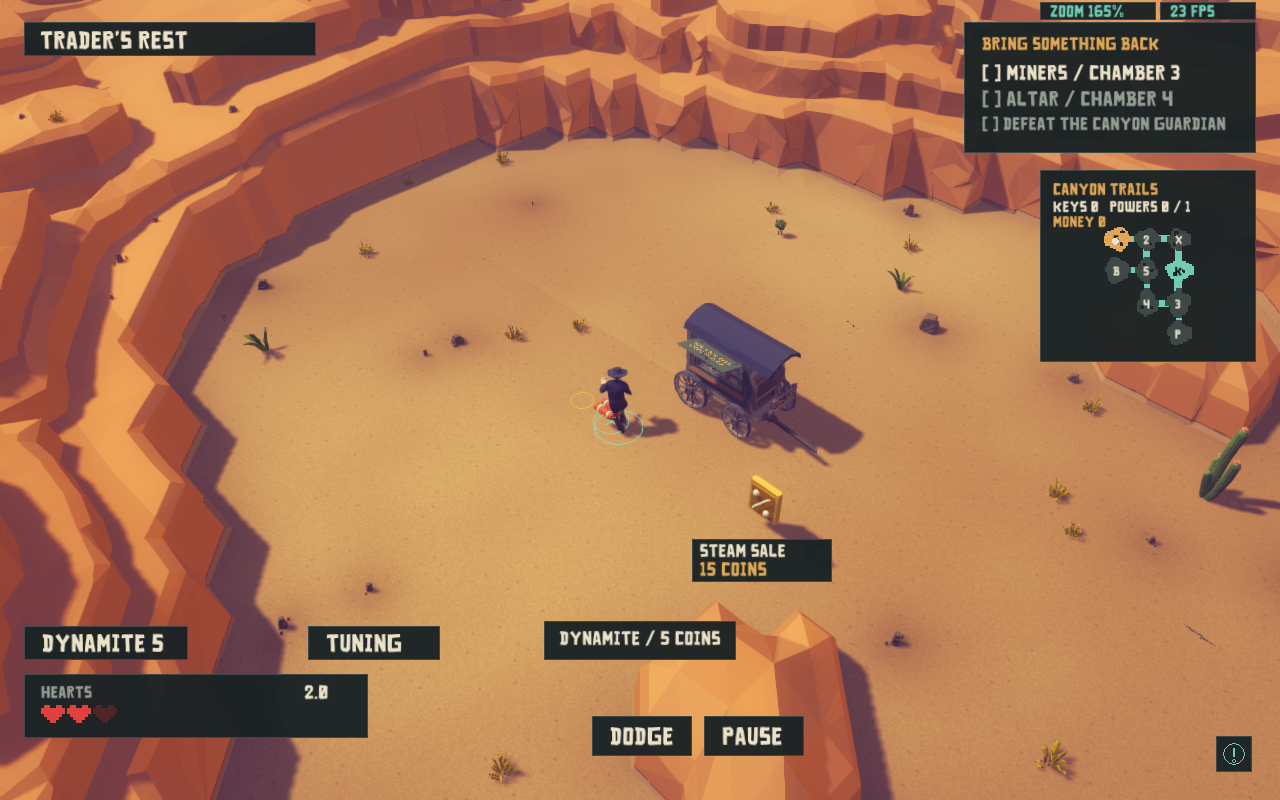 TRADER'S REST
ZOOM 165%
23 FPS
BRING SOMETHING BACK
[ ] MINERS / CHAMBER 3
[ ] ALTAR / CHAMBER 4
[ ] DEFEAT THE CANYON GUARDIAN
CANYON TRAILS
KEYS 0 POWERS 0 / 1
MONEY 0
2 X
B 5 K
4 3
P
STEAM SALE
15 COINS
DYNAMITE 5
TUNING
DYNAMITE / 5 COINS
HEARTS 2.0
DODGE
PAUSE